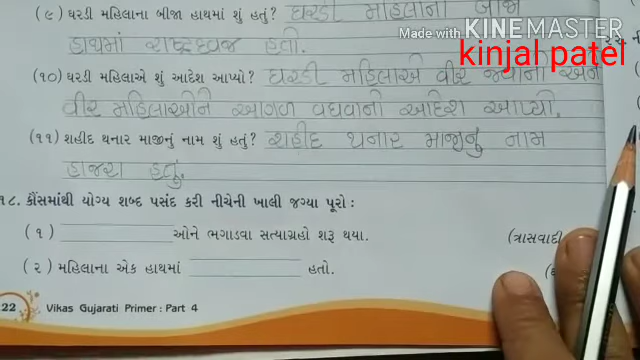 (૯) ઘરડી મહિલાના બીજા હાથમાં શું હતું? ઘરડી મહિલાના બીજા
હાથમાં રાષ્ટ્રધ્વજ હતો.
Made with KINEMASTER
kinjal patel
(૧૦) ઘરડી મહિલાએ શું આદેશ આપ્યો? ઘરડી મહિલાએ વીર જવાનો અને
વીર મહિલાઓને આગળ વધવાનો આદેશ આપ્યો.
(૧૧) શહીદ થનાર માજીનું નામ શું હતું? શહીદ થનાર માજીનું નામ
હાજરા હતું.
૧૮. કૌંસમાંથી યોગ્ય શબ્દ પસંદ કરી નીચેની ખાલી જગ્યા પૂરો :
(૧) ઓને ભગાડવા સત્યાગ્રહો શરૂ થયા. (ત્રાસવાદી
(૨) મહિલાના એક હાથમાં હતો.
22 Vikas Gujarati Primer : Part 4